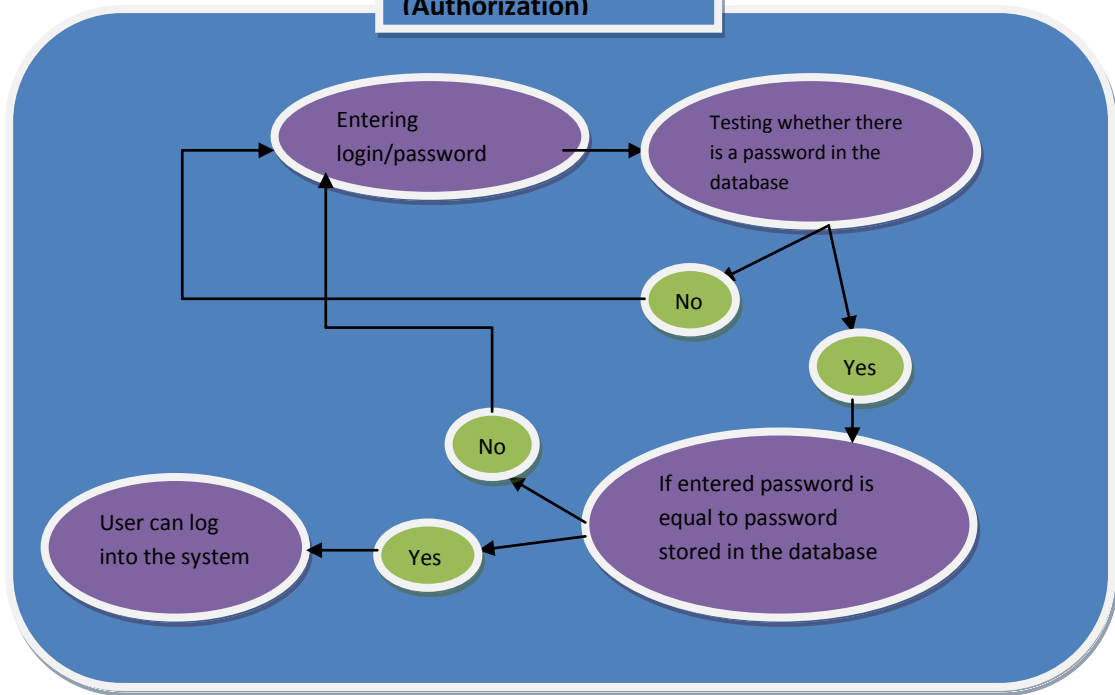 (Authorization)
Entering
login/password
Testing whether there
is a password in the
database
No
Yes
No
If entered password is
equal to password
stored in the database
User can log
into the system
Yes